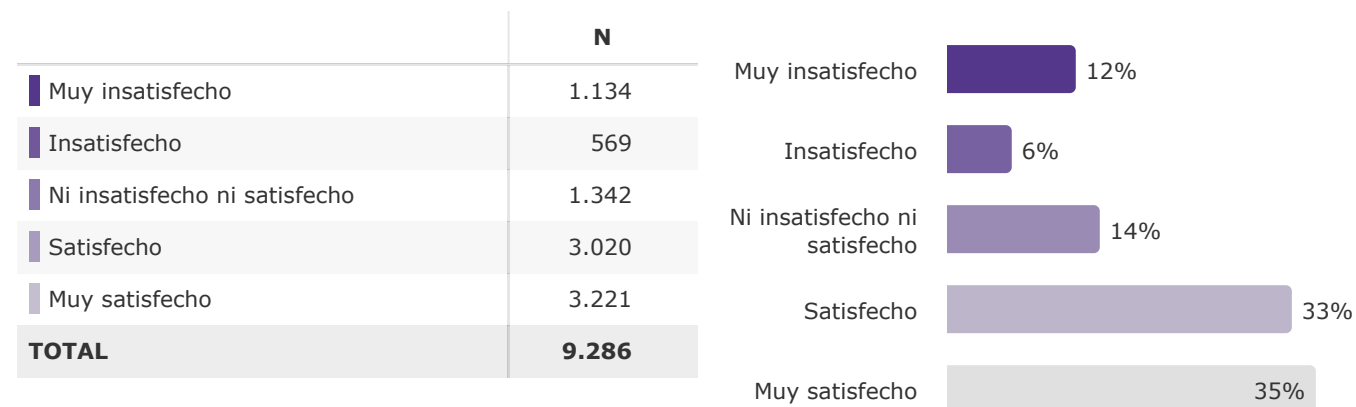 N
Muy insatisfecho 1.134
Insatisfecho 569
Ni insatisfecho ni satisfecho 1.342
Satisfecho 3.020
Muy satisfecho 3.221
TOTAL 9.286
Muy insatisfecho 12%
Insatisfecho 6%
Ni insatisfecho ni
satisfecho 14%
Satisfecho 33%
Muy satisfecho 35%